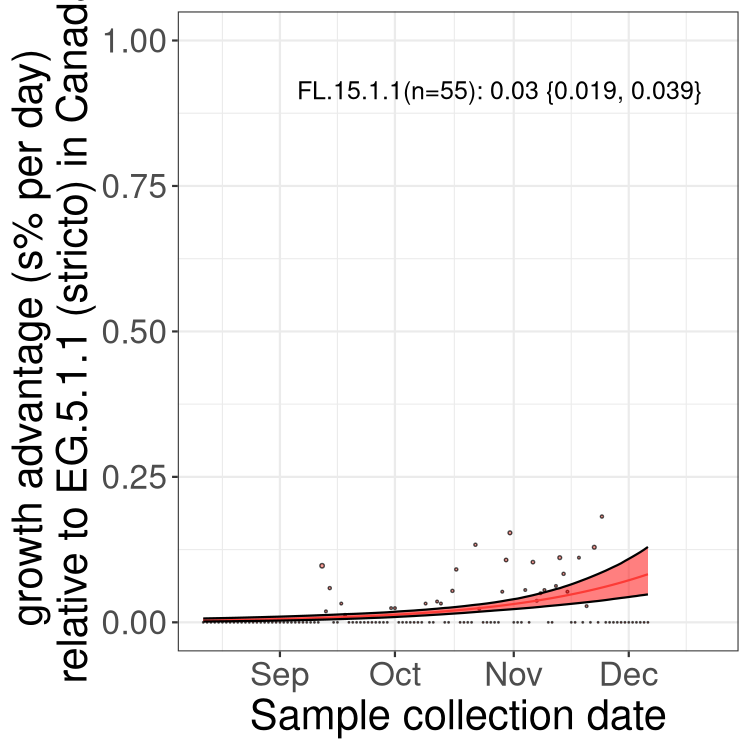 growth advantage (s% per day)
relative to EG.5.1.1 (stricto) in Canada
1.00
0.75
0.50
0.25
0.00
FL.15.1.1(n=55): 0.03 {0.019, 0.039}
Sep Oct Nov Dec
Sample collection date